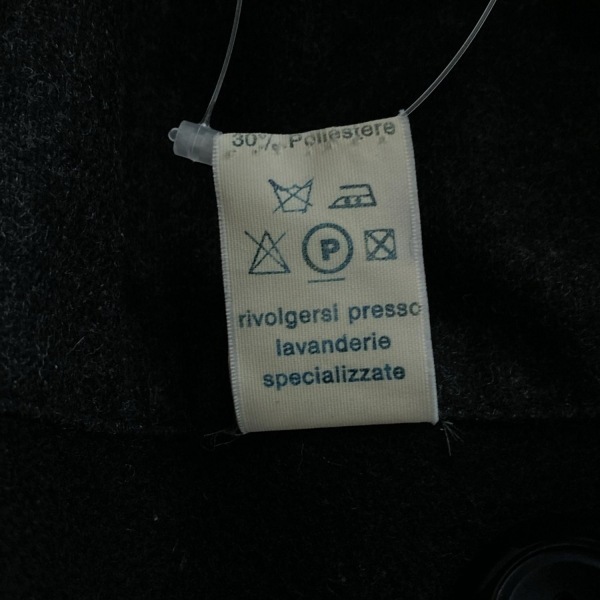 30% Poliestere
P
rivolgersi presso
lavanderie
specializzate